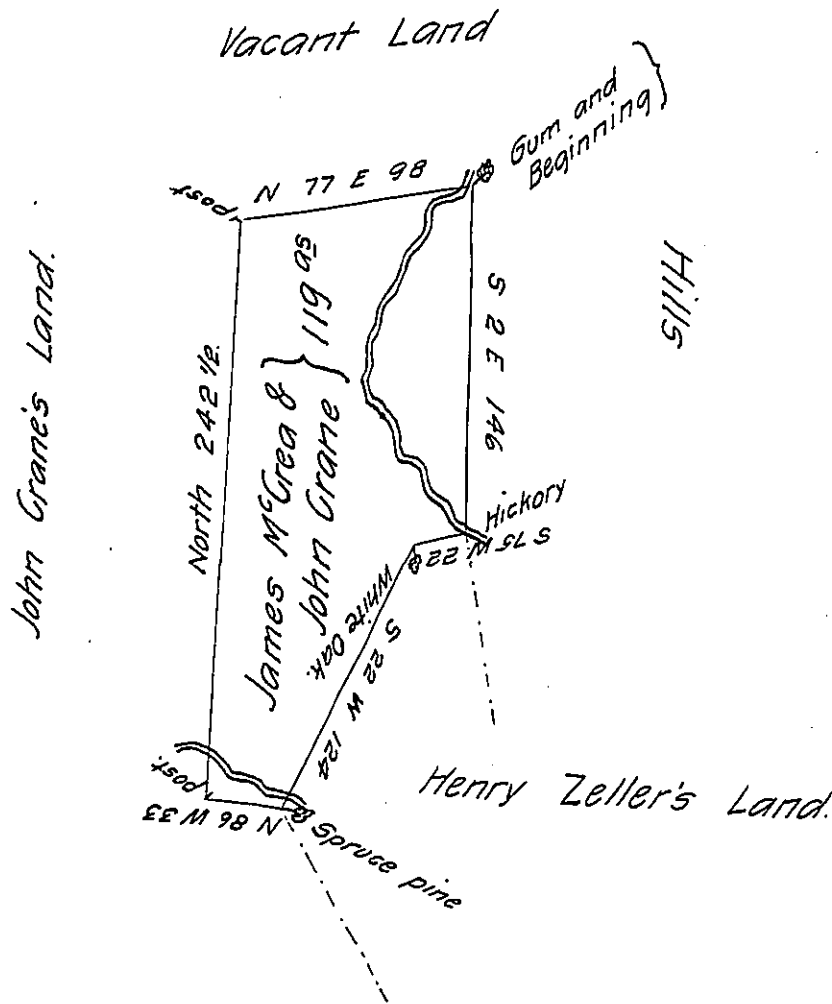 Vacant Land
Gum and
Beginning
post
N 77 E 98
John Crane's Land.
Hills
119 as
S 2 E 146
North 242 1/2.
James McCrea &
John Crane
Hickory
S 75 W 22
White Oak.
S 22 W 124
post.
Henry Zeller's Land.
N 86 W 33
Spruce pine